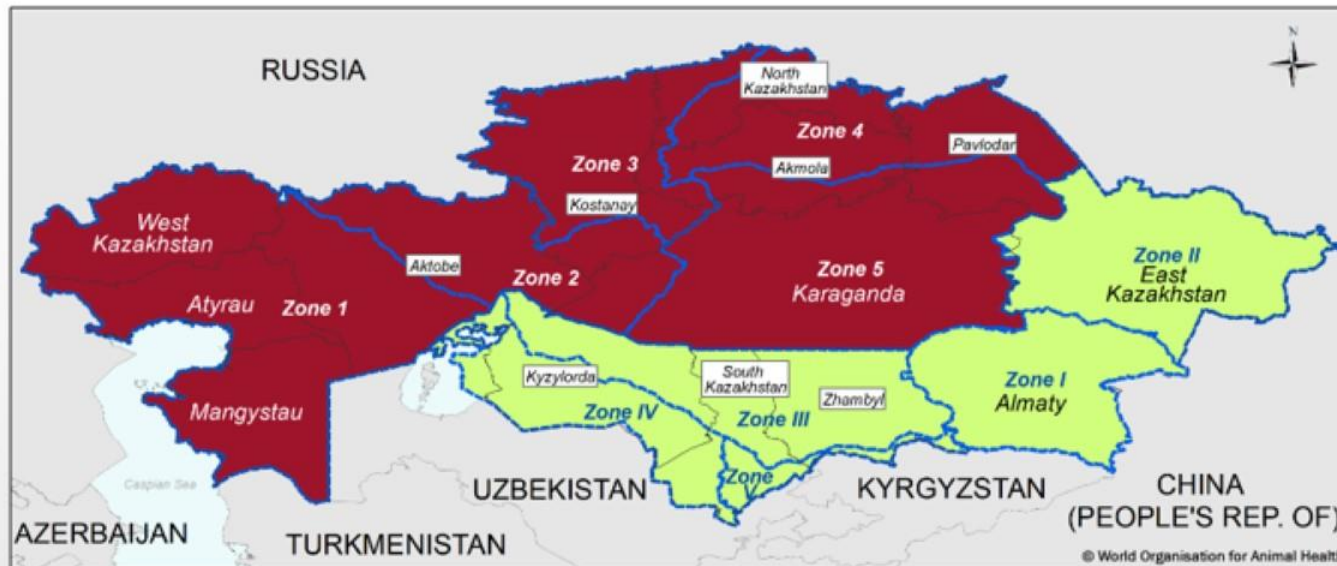 N
RUSSIA
North
Kazakhstan
Zone 4
Pavlodar
Zone 3
Akmola
Kostanay
West
Kazakhstan
Aktobe
Zone 2
Zone 5
Karaganda
Zone II
East
Kazakhstan
Atyrau
Zone 1
Mangystau
Kyzylorda
South
Kazakhstan
Zhambyl
Zone I
Almaty
Zone IV
Zone III
Zone
V
Caspian Sea
UZBEKISTAN
KYRGYZSTAN
CHINA
(PEOPLE'S REP. OF)
AZERBAIJAN
TURKMENISTAN
© World Organisation for Animal Healt